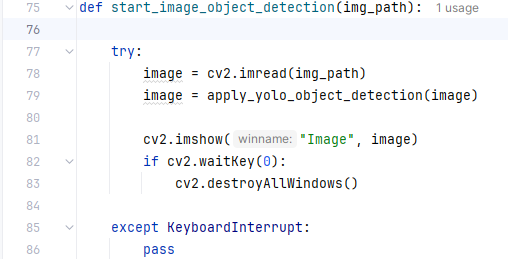 75 def start_image_object_detection(img_path): 1 usage
76
77 try:
78 image = cv2.imread(img_path)
79 image = apply_yolo_object_detection(image)
80
81 cv2.imshow( winname: "Image", image)
82 if cv2.waitKey(0):
83 cv2.destroyAllWindows()
84
85 except KeyboardInterrupt:
86 pass